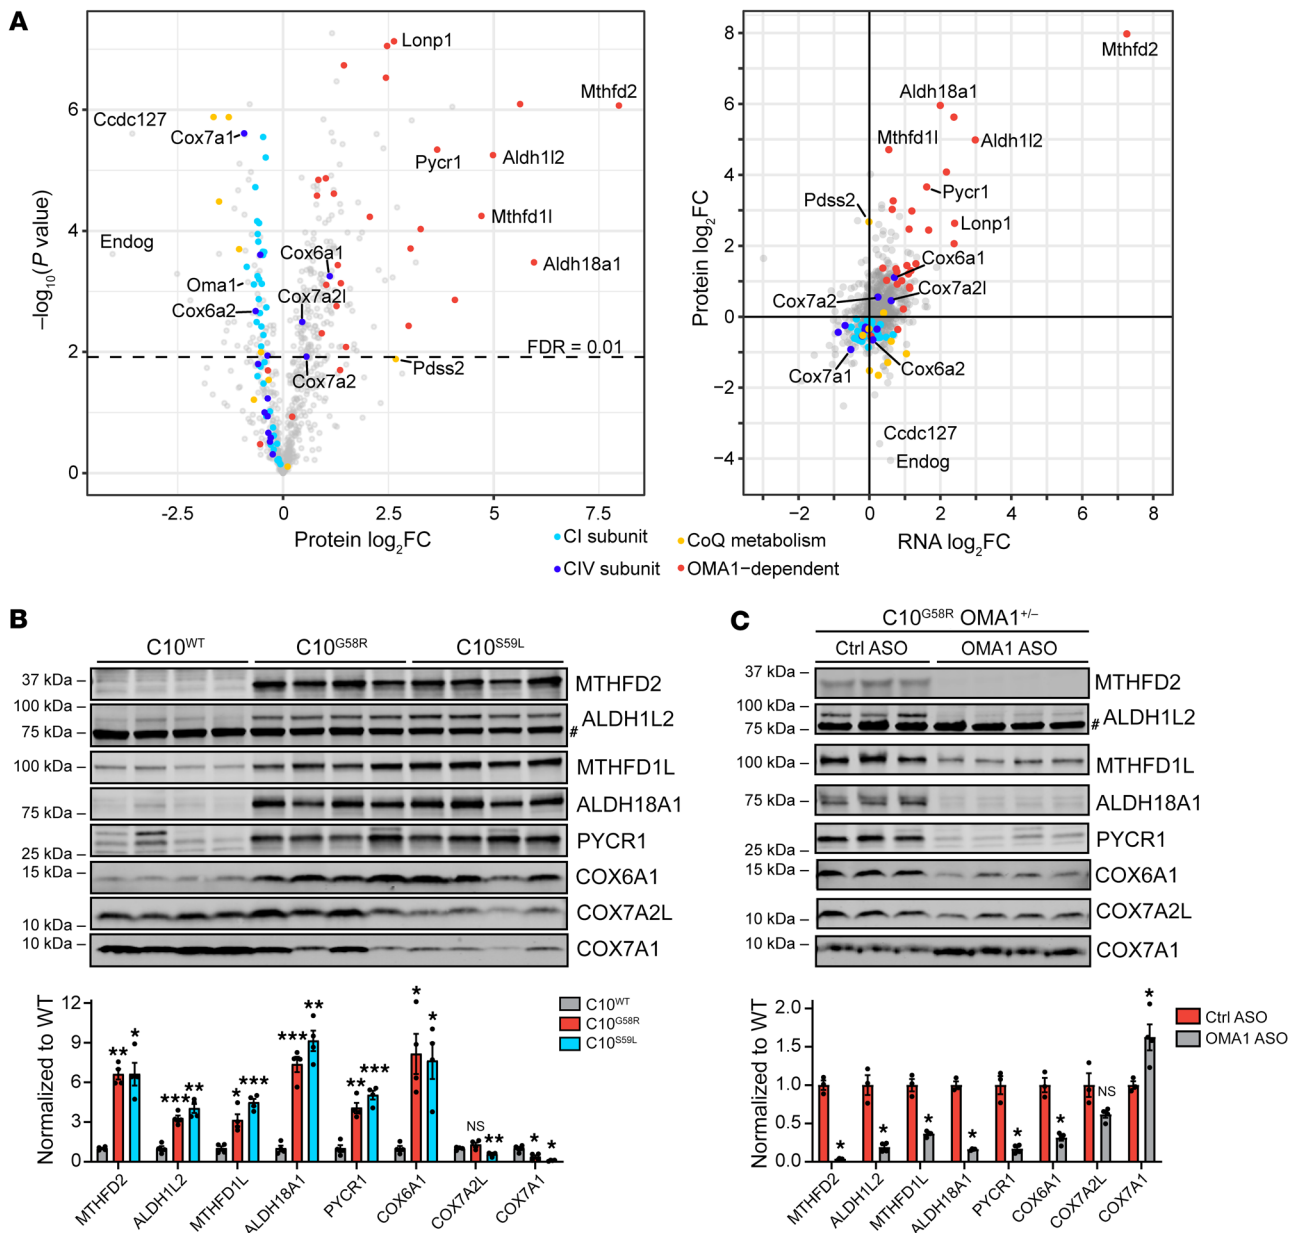 A
Lonp1
Mthfd2
Ccdc127
Cox7a1
Pycr1
Aldh1l2
Mthfd1l
Endog
Cox6a1
Aldh18a1
Oma1
Cox7a2l
Cox6a2
FDR = 0.01
Pdss2
Cox7a2
6
4
2
0
−log10(P value)
-2.5
0
2.5
5
7.5
Protein log2FC
Mthfd2
Aldh18a1
Mthfd1l
Aldh1l2
Pdss2
Pycr1
Lonp1
Cox6a1
Cox7a2
Cox7a2l
Cox7a1
Cox6a2
Ccdc127
Endog
8
6
4
2
0
−2
−4
Protein log2FC
−2
0
2
4
6
8
RNA log2FC
CI subunit
CoQ metabolism
CIV subunit
OMA1−dependent
B
C10WT
C10G58R
C10S59L
37 kDa
MTHFD2
100 kDa
ALDH1L2
75 kDa
#
100 kDa
MTHFD1L
ALDH18A1
75 kDa
PYCR1
25 kDa
15 kDa
COX6A1
COX7A2L
10 kDa
10 kDa
COX7A1
Normalized to WT
12
9
6
3
0
** *
*** **
* ***
*** **
** ***
* *
NS **
* *
C10WT
C10G58R
C10S59L
MTHFD2
ALDH1L2
MTHFD1L
ALDH18A1
PYCR1
COX6A1
COX7A2L
COX7A1
C
C10G58R OMA1+/−
Ctrl ASO
OMA1 ASO
37 kDa
MTHFD2
100 kDa
ALDH1L2
75 kDa
#
100 kDa
MTHFD1L
75 kDa
ALDH18A1
PYCR1
25 kDa
15 kDa
COX6A1
COX7A2L
10 kDa
10 kDa
COX7A1
Normalized to WT
2.0
1.5
1.0
0.5
0.0
*
*
*
*
*
*
NS
*
Ctrl ASO
OMA1 ASO
MTHFD2
ALDH1L2
MTHFD1L
ALDH18A1
PYCR1
COX6A1
COX7A2L
COX7A1